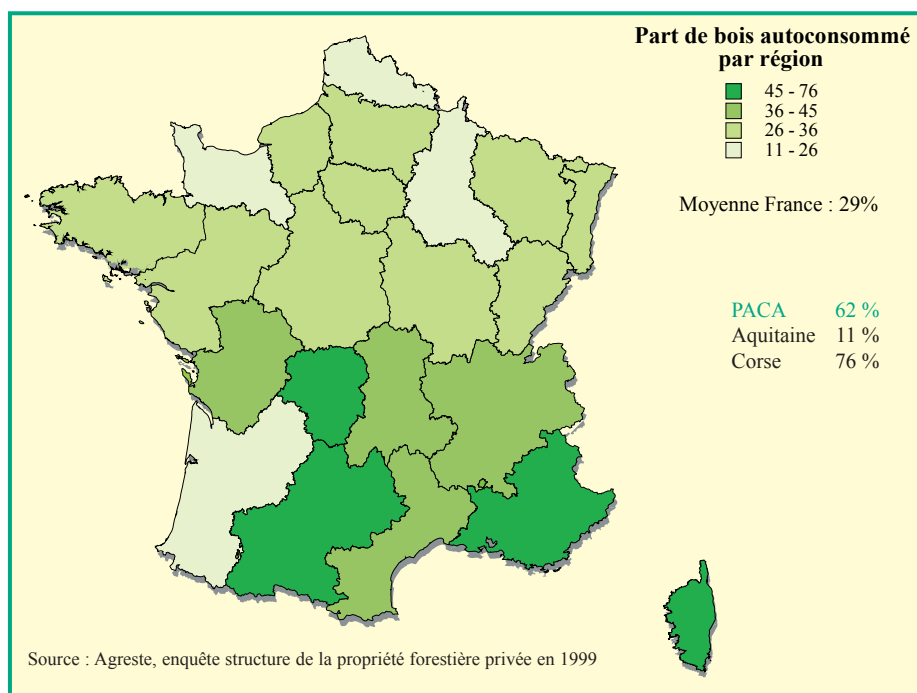 Part de bois autoconsommé
par région
45 - 76
36 - 45
26 - 36
11 - 26
Moyenne France : 29%
PACA 62 %
Aquitaine 11 %
Corse 76 %
Source : Agreste, enquête structure de la propriété forestière privée en 1999